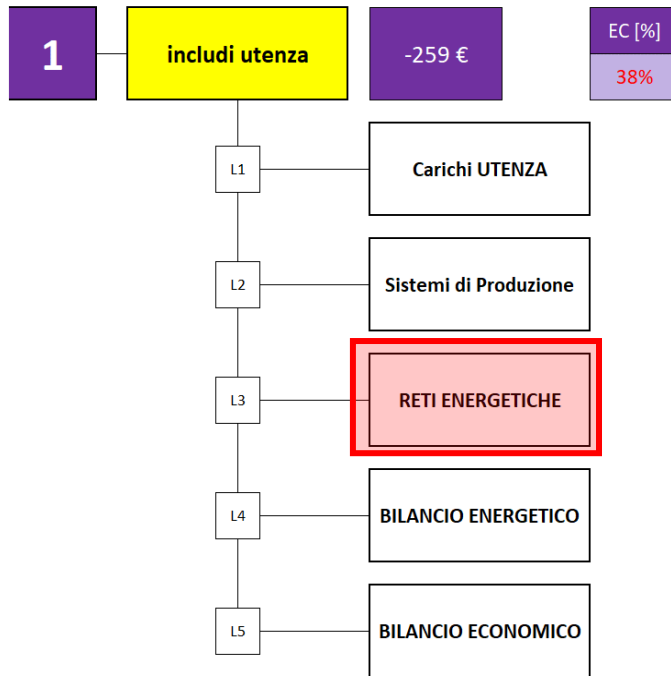 1
includi utenza
-259 €
EC [%]
38%
L1
Carichi UTENZA
L2
Sistemi di Produzione
L3
RETI ENERGETICHE
L4
BILANCIO ENERGETICO
L5
BILANCIO ECONOMICO